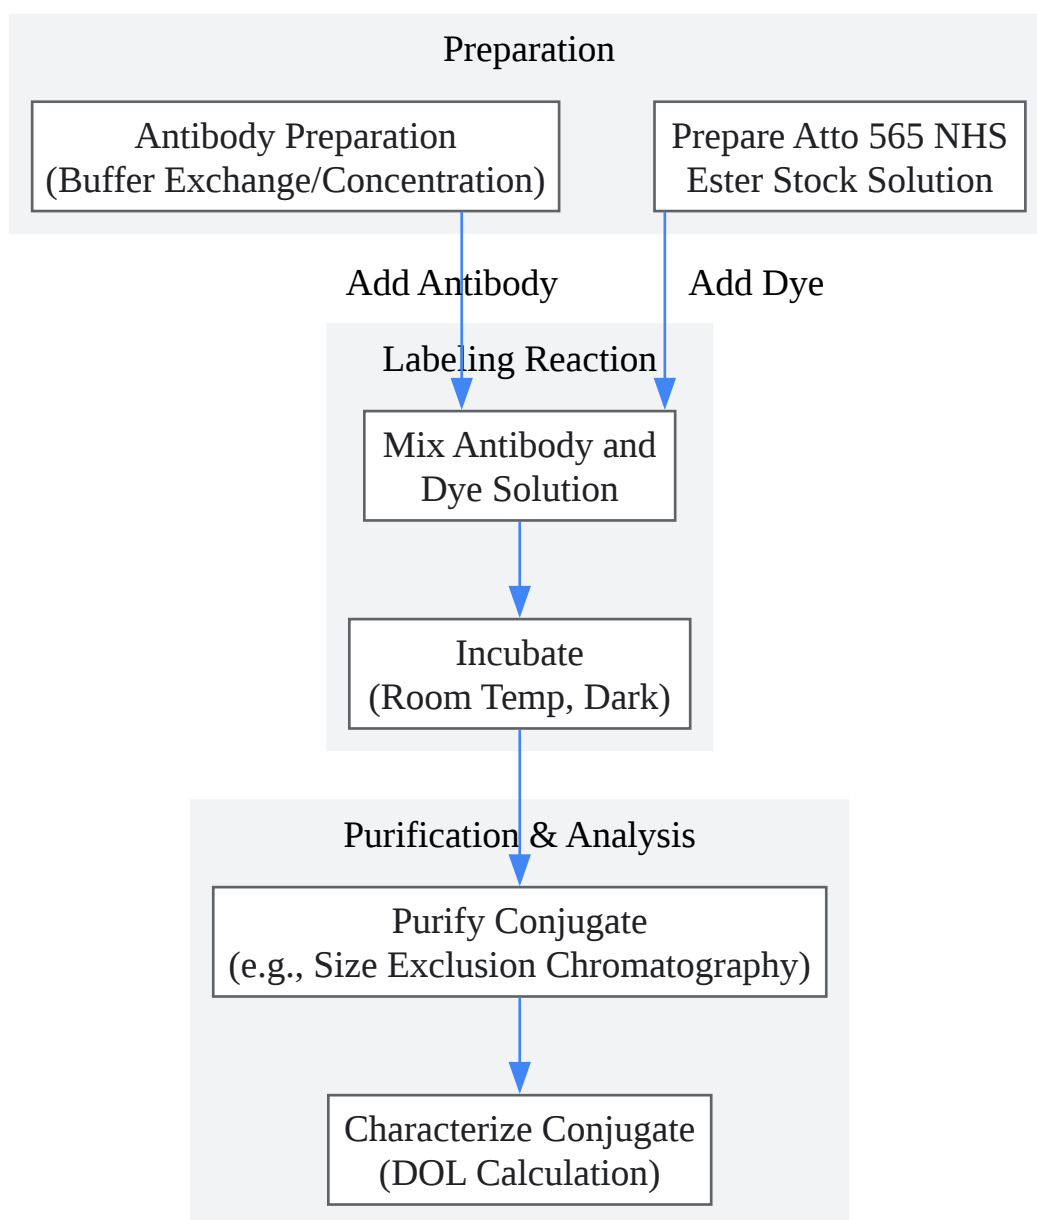 Preparation
Antibody Preparation
(Buffer Exchange/Concentration)
Prepare Atto 565 NHS
Ester Stock Solution
Add Antibody
Add Dye
Labeling Reaction
Mix Antibody and
Dye Solution
Incubate
(Room Temp, Dark)
Purification & Analysis
Purify Conjugate
(e.g., Size Exclusion Chromatography)
Characterize Conjugate
(DOL Calculation)